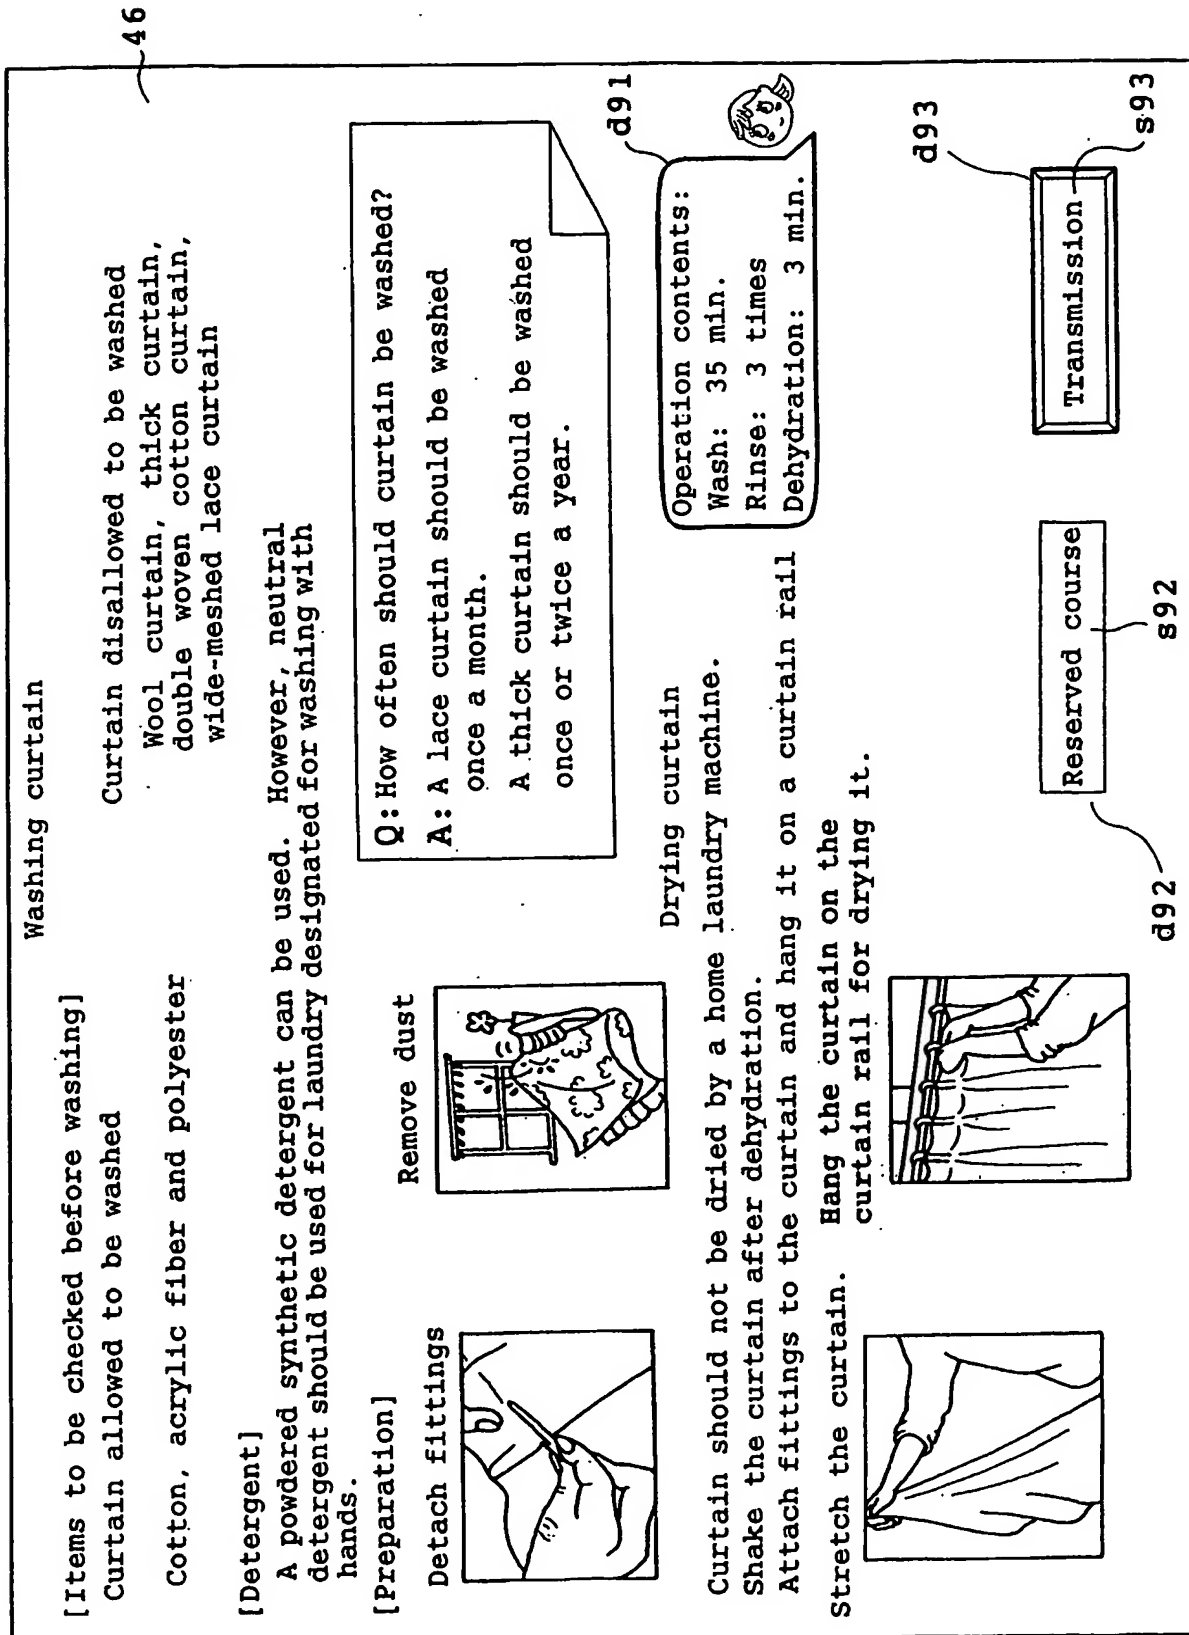 46
Washing curtain
[Items to be checked before washing]
Curtain allowed to be washed
Cotton, acrylic fiber and polyester
Curtain disallowed to be washed
Wool curtain, thick curtain,
double woven cotton curtain,
wide-meshed lace curtain
[Detergent]
A powdered synthetic detergent can be used. However, neutral
detergent should be used for laundry designated for washing with
hands.
[Preparation]
Detach fittings
Remove dust
Q: How often should curtain be washed?
A: A lace curtain should be washed
once a month.
A thick curtain should be washed
once or twice a year.
d91
Operation contents:
Wash: 35 min.
Rinse: 3 times
Dehydration: 3 min.
Drying curtain
Curtain should not be dried by a home laundry machine.
Shake the curtain after dehydration.
Attach fittings to the curtain and hang it on a curtain rail
Stretch the curtain.
Hang the curtain on the
curtain rail for drying it.
d92
Reserved course
s92
d93
Transmission
s93